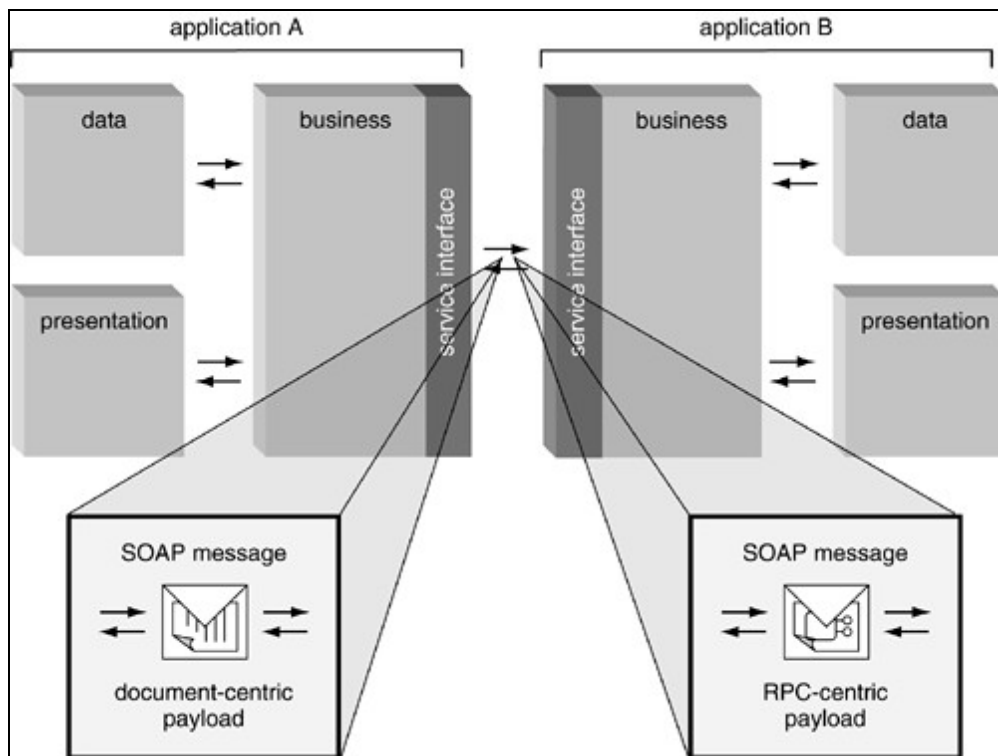 application A
application B
data
business
service interface
service interface
business
data
presentation
presentation
SOAP message
document-centric
payload
SOAP message
RPC-centric
payload